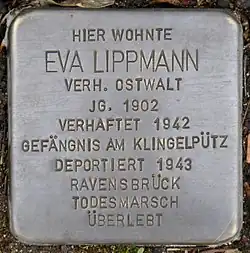 HIER WOHNTE
EVA LIPPMANN
VERH. OSTWALT
JG. 1902
VERHAFTET 1942
GEFÄNGNIS AM KLINGELPÜTZ
DEPORTIERT 1943
RAVENSBRÜCK
TODESMARSCH
ÜBERLEBT